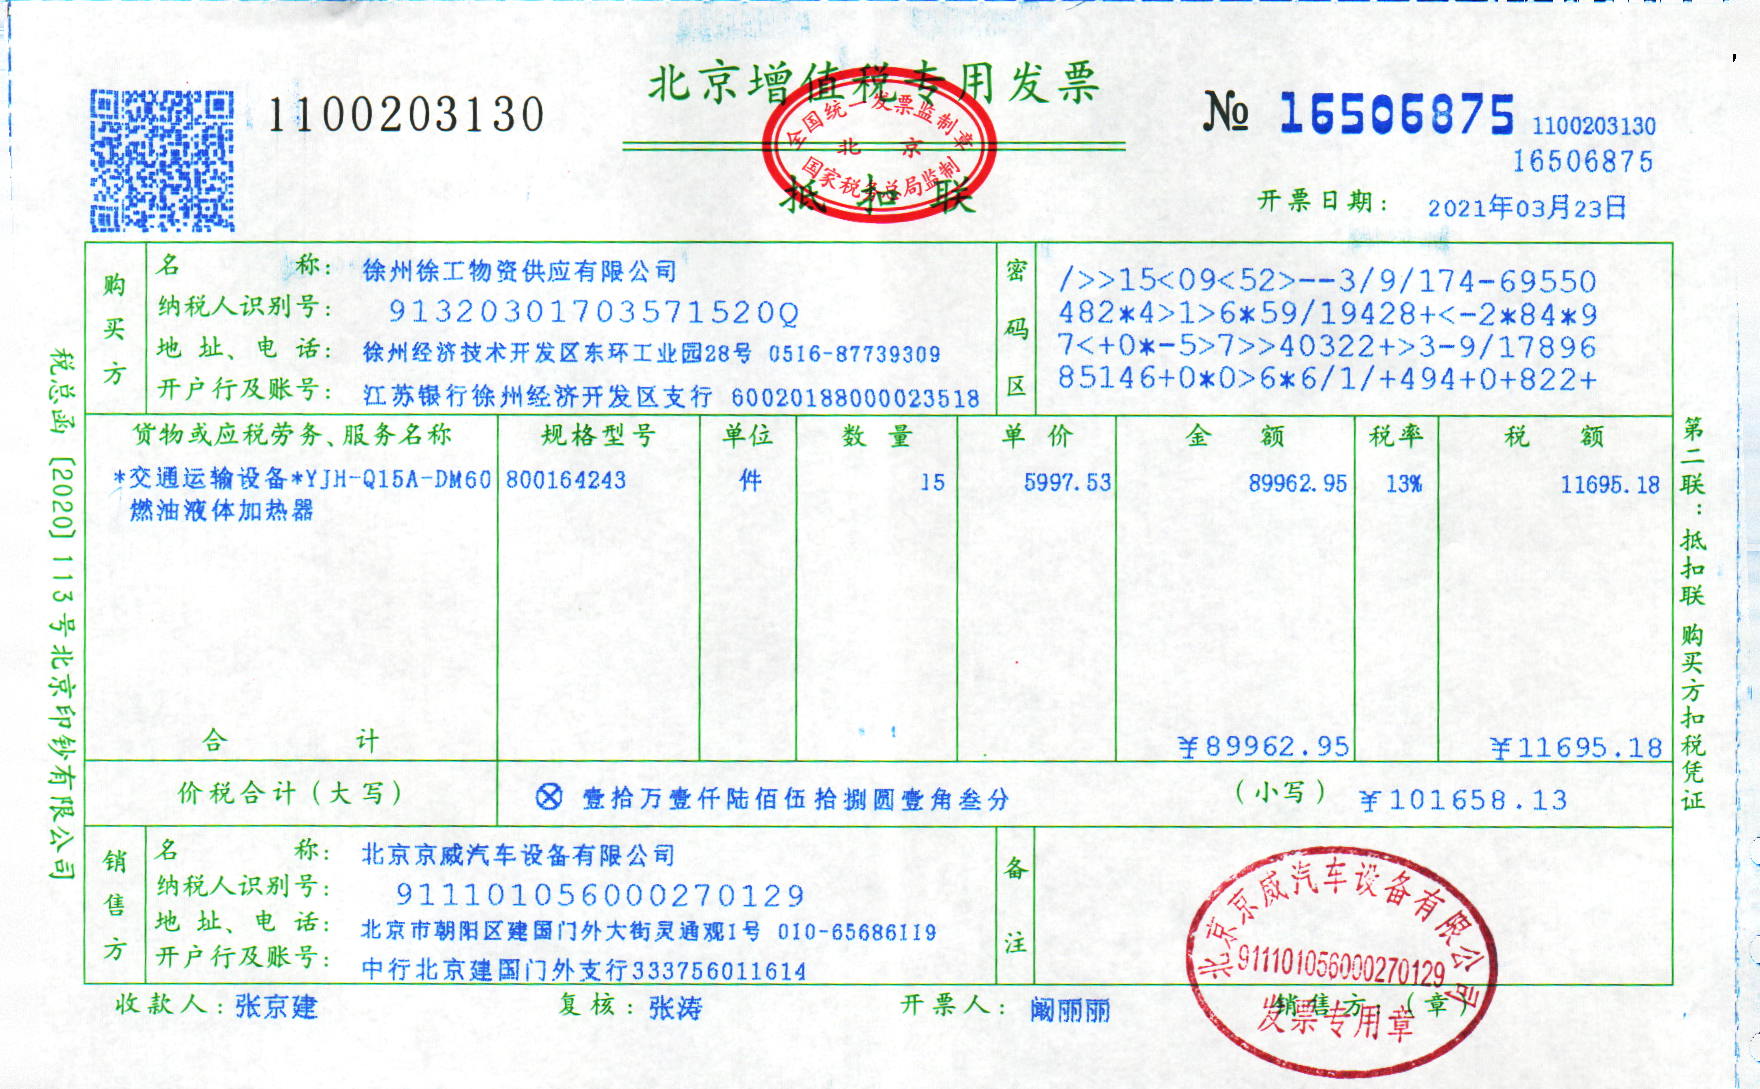 北京增值税专用发票
1100203130
全国统一发票监制章
北京
国家税务总局监制
抵扣联
№ 16506875
1100203130
16506875
开票日期： 2021年03月23日
购买方
名称： 徐州徐工物资供应有限公司
纳税人识别号： 91320301703571520Q
地址、电话： 徐州经济技术开发区东环工业园28号 0516-87739309
开户行及账号： 江苏银行徐州经济开发区支行 60020188000023518
密码区
/>>15<09<52>--3/9/174-69550
482*4>1>6*59/19428+<-2*84*9
7<+0*-5>7>>40322+>3-9/17896
85146+0*0>6*6/1/+494+0+822+
货物或应税劳务、服务名称 规格型号 单位 数量 单价 金额 税率 税额
*交通运输设备*YJH-Q15A-DM60 800164243 件 15 5997.53 89962.95 13% 11695.18
燃油液体加热器
合计 ¥89962.95 ¥11695.18
价税合计（大写） ⊗ 壹拾万壹仟陆佰伍拾捌圆壹角叁分 （小写） ¥101658.13
销售方
名称： 北京京威汽车设备有限公司
纳税人识别号： 911101056000270129
地址、电话： 北京市朝阳区建国门外大街灵通观1号 010-65686119
开户行及账号： 中行北京建国门外支行333756011614
备注
北京京威汽车设备有限公司
911101056000270129
发票专用章
收款人：张京建 复核：张涛 开票人：阚丽丽 销售方：（章）
税总函〔2020〕113号北京印钞有限公司
第二联：抵扣联 购买方扣税凭证